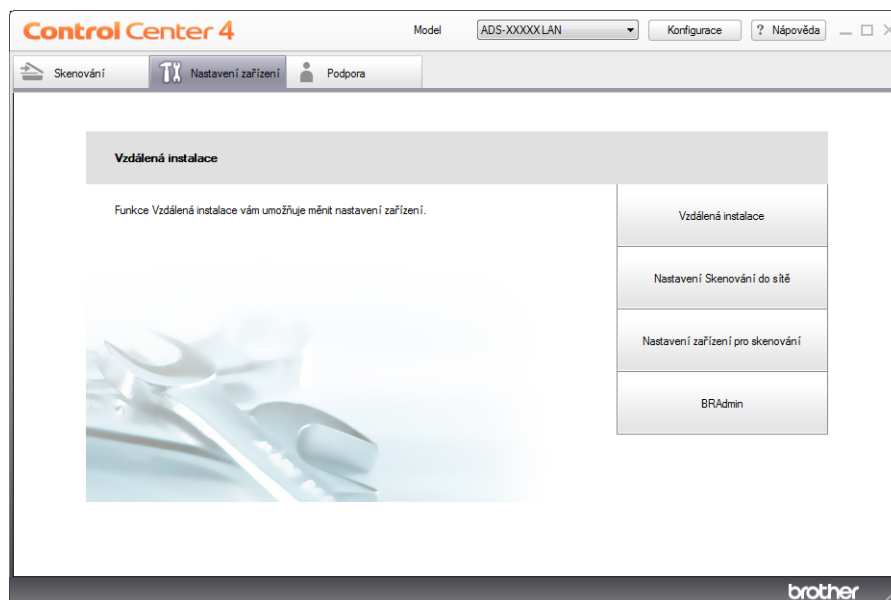 Control Center 4
Model
ADS-XXXXX LAN
Konfigurace
? Nápověda
Skenování
Nastavení zařízení
Podpora
Vzdálená instalace
Funkce Vzdálená instalace vám umožňuje měnit nastavení zařízení.
Vzdálená instalace
Nastavení Skenování do sítě
Nastavení zařízení pro skenování
BRAdmin
brother